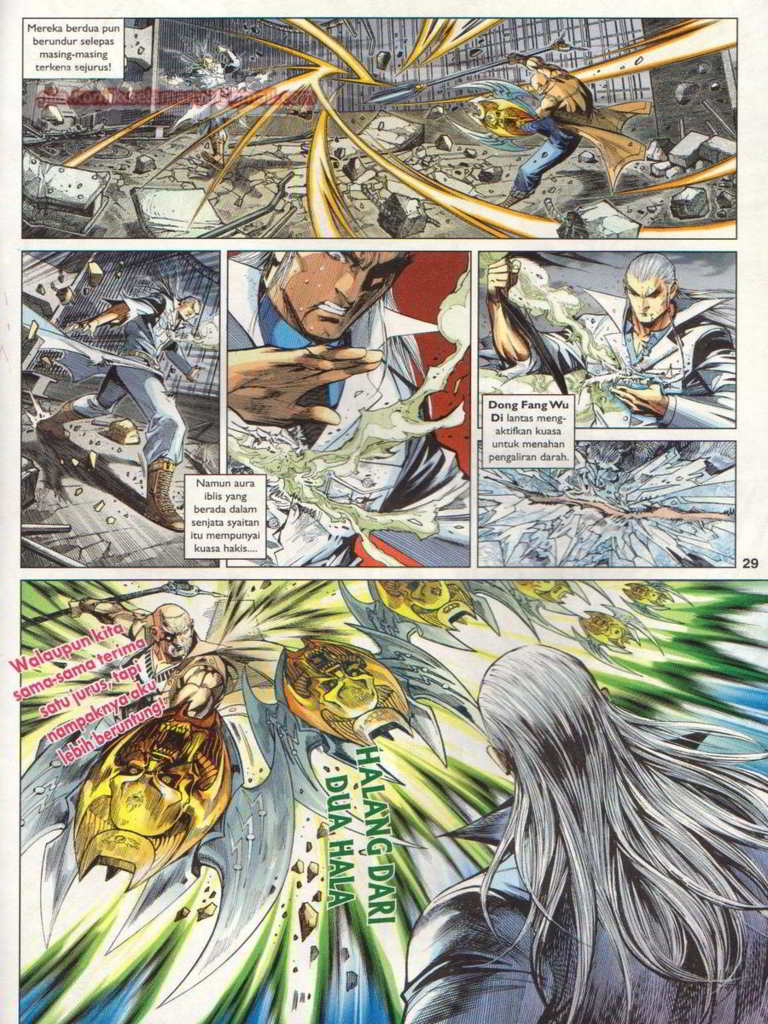 Mereka berdua pun
berundur selepas
masing-masing
terkena sejurus!
Namun aura
iblis yang
berada dalam
senjata syaitan
itu mempunyai
kuasa hakis....
Dong Fang Wu
Di lantas meng-
aktifkan kuasa
untuk menahan
pengaliran darah.
29
Walaupun kita
sama-sama terima
satu jurus, tapi
nampaknya aku
lebih beruntung!
HALANG DARI
DUA HALA